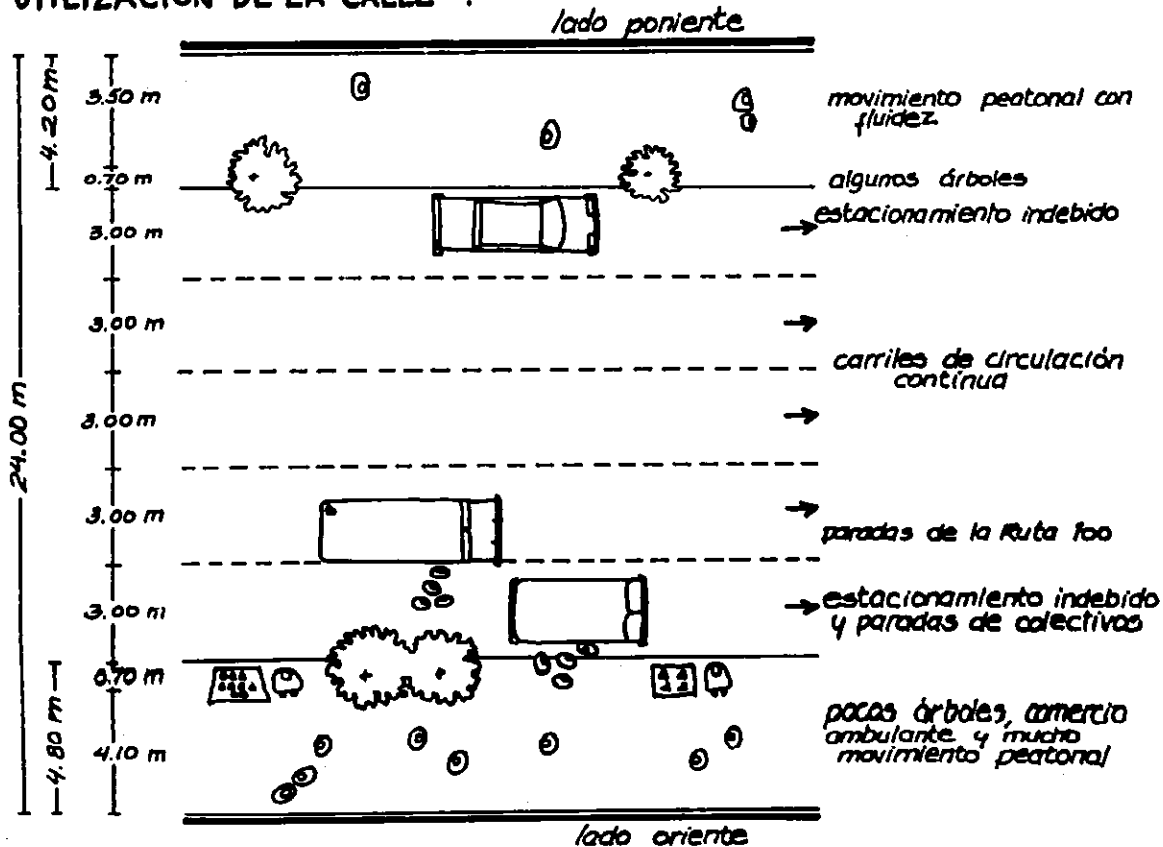 UTILIZACION DE LA CALLE :
lado poniente
24.00 m
4.20 m
3.50 m
movimiento peatonal con
fluidez
0.70 m
algunos árboles
3.00 m
estacionamiento indebido
3.00 m
carriles de circulación
contínua
3.00 m
3.00 m
paradas de la Ruta 100
3.00 m
estacionamiento indebido
y paradas de colectivos
4.80 m
0.70 m
4.10 m
pocos árboles, comercio
ambulante y mucho
movimiento peatonal
lado oriente